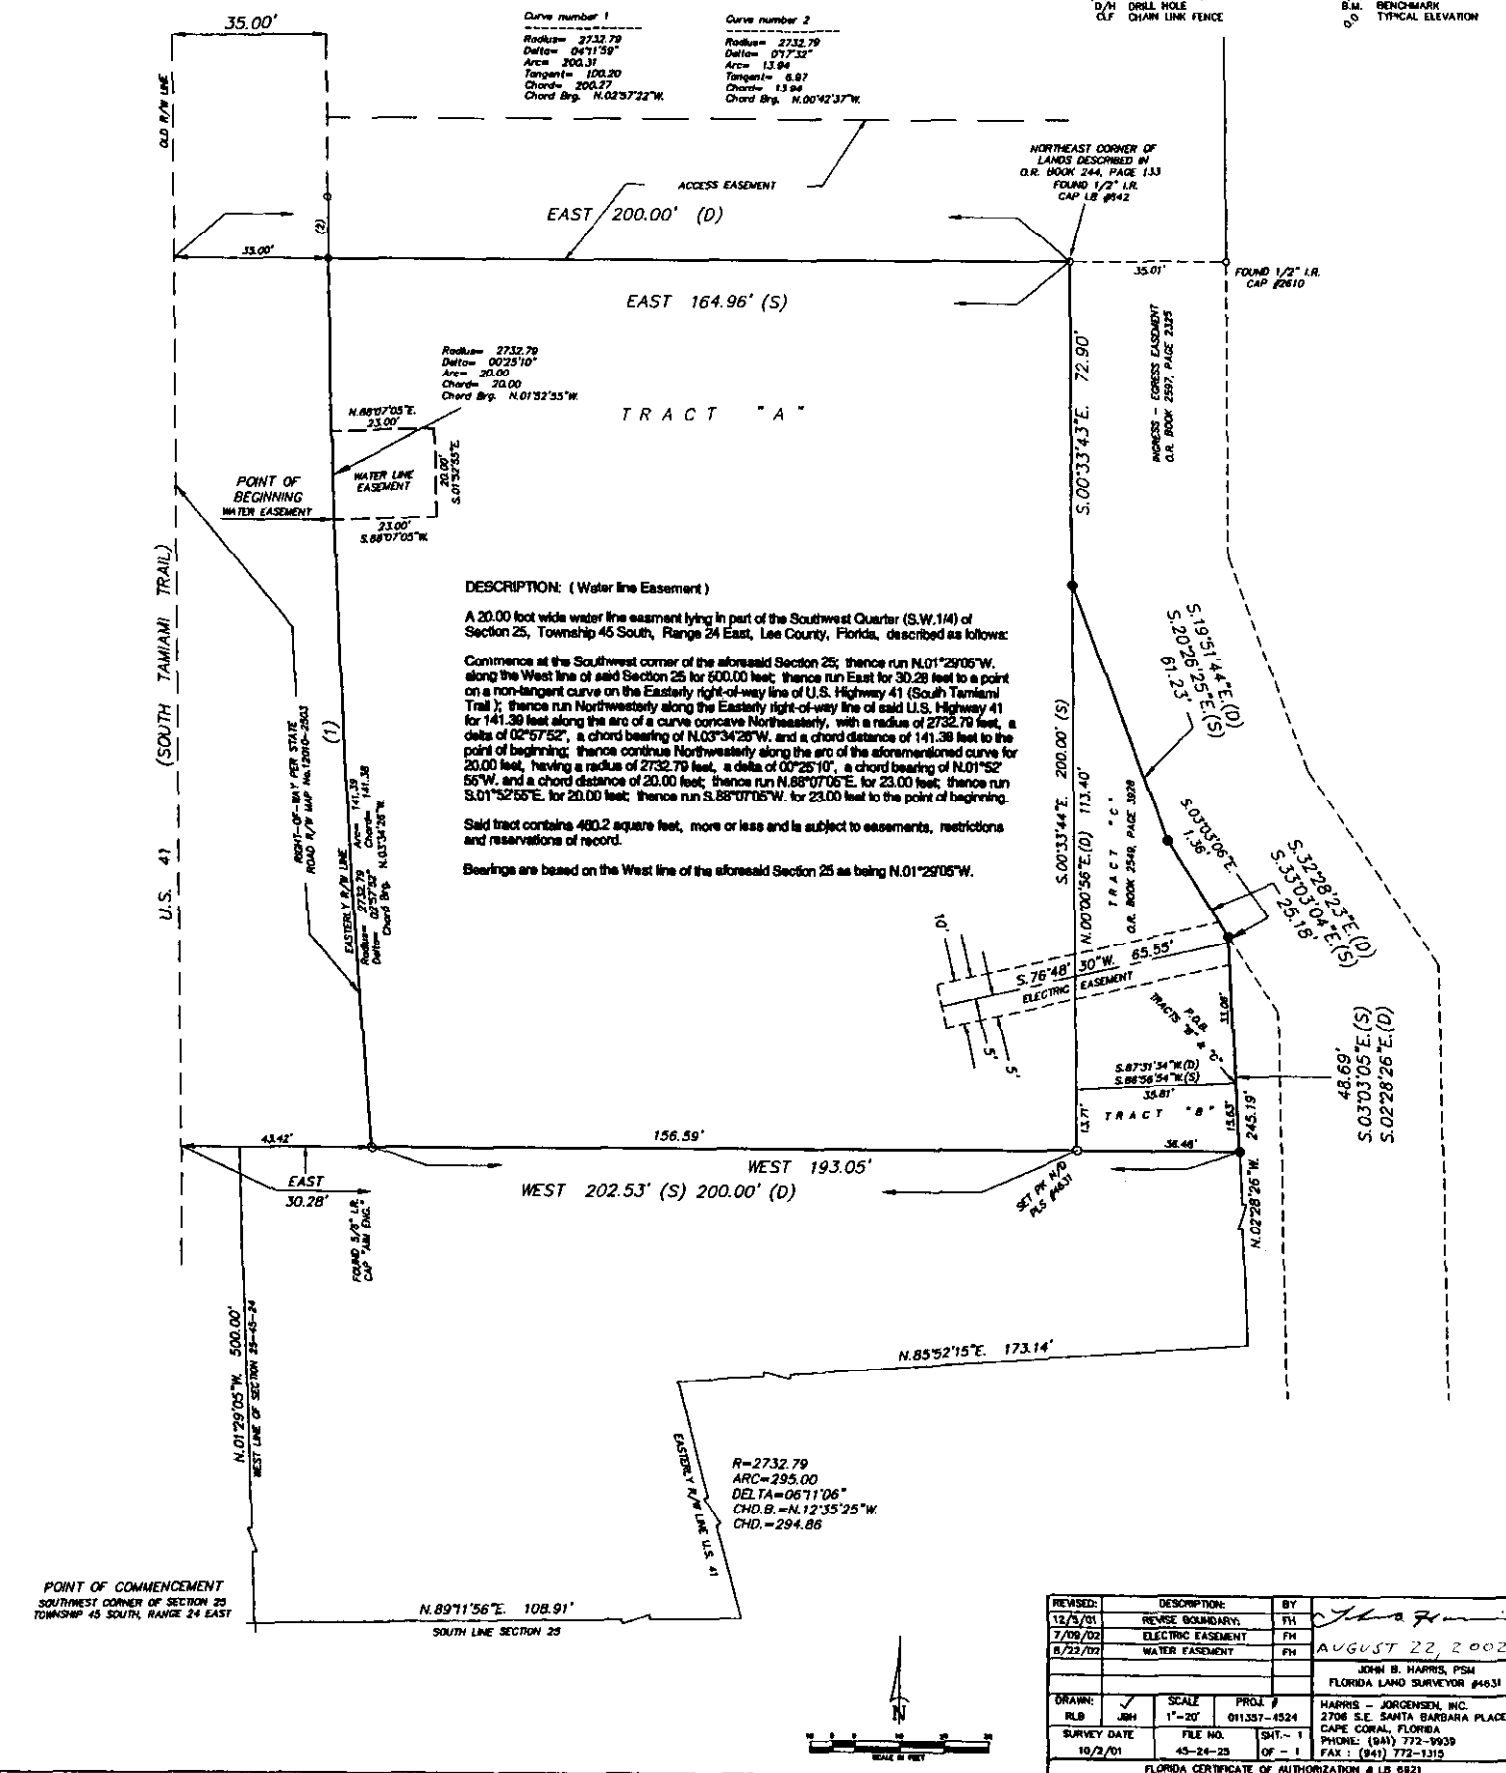 35.00'
OLD R/W LINE
Curve number 1
Radius= 2732.79
Delta= 04°11'59"
Arc= 200.31
Tangent= 100.20
Chord= 200.27
Chord Brg. N.02°57'22"W.
Curve number 2
Radius= 2732.79
Delta= 0°17'32"
Arc= 13.94
Tangent= 6.97
Chord= 13.94
Chord Brg. N.00°42'37"W.
D/H DRILL HOLE
CLF CHAIN LINK FENCE
B.M. BENCHMARK
0.0 TYPICAL ELEVATION
NORTHEAST CORNER OF
LANDS DESCRIBED IN
O.R. BOOK 244, PAGE 133
FOUND 1/2" I.R.
CAP LB #642
ACCESS EASEMENT
EAST 200.00' (D)
(2)
35.00'
35.01'
FOUND 1/2" I.R.
CAP #2610
EAST 164.96' (S)
Radius= 2732.79
Delta= 00°25'10"
Arc= 20.00
Chord= 20.00
Chord Brg. N.01°52'55"W.
TRACT "A"
N.88°07'05"E.
23.00'
WATER LINE
EASEMENT
20.00'
S.01°52'55"E.
23.00'
S.88°07'05"W.
POINT OF
BEGINNING
WATER EASEMENT
S.00°33'43"E. 72.90'
INGRESS - EGRESS EASEMENT
O.R. BOOK 2597, PAGE 2325
U.S. 41 (SOUTH TAMIAMI TRAIL)
RIGHT-OF-WAY PER STATE
ROAD R/W MAP No.12010-2503
(1)
EASTERLY R/W LINE
Radius= 2732.79 Arc= 141.39
Delta= 02°57'52" Chord= 141.38
Chord Brg. N.03°34'26"W.
DESCRIPTION: ( Water line Easement )
A 20.00 foot wide water line easment lying in part of the Southwest Quarter (S.W.1/4) of
Section 25, Township 45 South, Range 24 East, Lee County, Florida, described as follows:
Commence at the Southwest corner of the aforesaid Section 25; thence run N.01°29'05"W.
along the West line of said Section 25 for 500.00 feet; thence run East for 30.28 feet to a point
on a non-tangent curve on the Easterly right-of-way line of U.S. Highway 41 (South Tamiami
Trail ); thence run Northwesterly along the Easterly right-of-way line of said U.S. Highway 41
for 141.39 feet along the arc of a curve concave Northeasterly, with a radius of 2732.79 feet, a
delta of 02°57'52", a chord bearing of N.03°34'26"W. and a chord distance of 141.38 feet to the
point of beginning; thence continue Northwesterly along the arc of the aforementioned curve for
20.00 feet, having a radius of 2732.79 feet, a delta of 00°25'10", a chord bearing of N.01°52'
55"W. and a chord distance of 20.00 feet; thence run N.88°07'05"E. for 23.00 feet; thence run
S.01°52'55"E. for 20.00 feet; thence run S.88°07'05"W. for 23.00 feet to the point of beginning.
Said tract contains 460.2 square feet, more or less and is subject to easements, restrictions
and reservations of record.
Bearings are based on the West line of the aforesaid Section 25 as being N.01°29'05"W.
S.00°33'44"E. 200.00' (S)
N.00°00'56"E.(D) 113.40'
TRACT "C"
O.R. BOOK 2549, PAGE 3928
S.19°51'44"E.(D)
S.20°26'25"E.(S)
61.23'
S.03°03'06"E.
1.36'
S.32°28'23"E.(D)
S.33°03'04"E.(S)
25.18'
10'
S.76°48'30"W. 65.55'
ELECTRIC EASEMENT
5'
5'
P.O.B.
TRACTS "B" & "C"
33.06'
S.87°31'54"W.(D)
S.86°56'54"W.(S)
35.81'
TRACT "B"
13.71'
15.63'
48.69'
S.03°03'05"E.(S)
S.02°28'26"E.(D)
43.42'
156.59'
36.46'
EAST
30.28'
WEST 193.05'
WEST 202.53' (S) 200.00' (D)
FOUND 5/8" I.R.
CAP "AIM ENG."
SET PK N/D
PLS #4631
N.02°28'26"W. 245.19'
N.01°29'05"W. 500.00'
WEST LINE OF SECTION 25-45-24
N.85°52'15"E. 173.14'
EASTERLY R/W LINE U.S. 41
R=2732.79
ARC=295.00
DELTA=06°11'06"
CHD.B.=N.12°35'25"W.
CHD.=294.86
POINT OF COMMENCEMENT
SOUTHWEST CORNER OF SECTION 25
TOWNSHIP 45 SOUTH, RANGE 24 EAST
N.89°11'56"E. 108.91'
SOUTH LINE SECTION 25
N
SCALE IN FEET
REVISED: DESCRIPTION: BY
12/5/01 REVISE BOUNDARY: FH
7/09/02 ELECTRIC EASEMENT FH
8/22/02 WATER EASEMENT FH
AUGUST 22, 2002
JOHN B. HARRIS, PSM
FLORIDA LAND SURVEYOR #4631
DRAWN: RLB
JBH
SCALE 1"=20'
PROJ. # 011357-4524
SURVEY DATE 10/2/01
FILE NO. 45-24-25
SHT.- 1 OF - 1
HARRIS - JORGENSEN, INC.
2706 S.E. SANTA BARBARA PLACE
CAPE CORAL, FLORIDA
PHONE: (941) 772-9939
FAX : (941) 772-1315
FLORIDA CERTIFICATE OF AUTHORIZATION # LB 6921